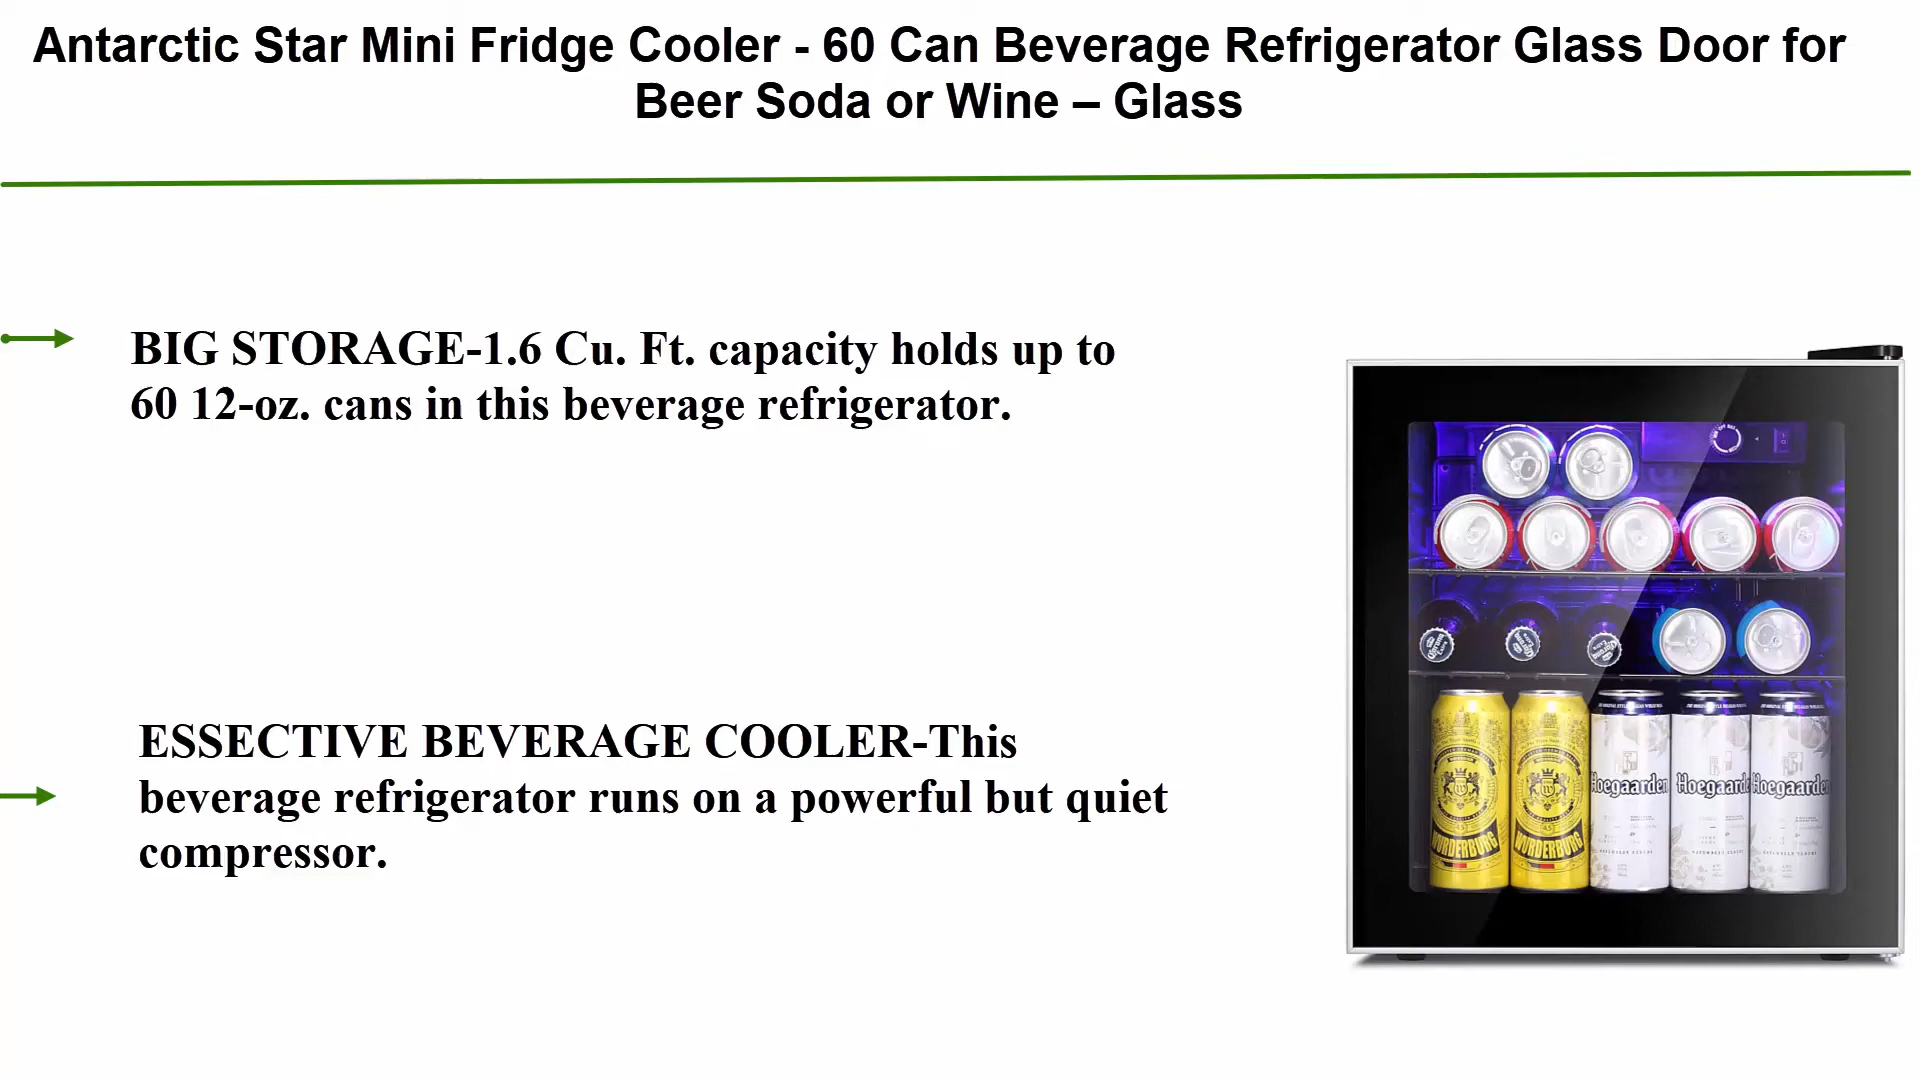 Antarctic Star Mini Fridge Cooler - 60 Can Beverage Refrigerator Glass Door for
Beer Soda or Wine – Glass
BIG STORAGE-1.6 Cu. Ft. capacity holds up to
60 12-oz. cans in this beverage refrigerator.
ESSECTIVE BEVERAGE COOLER-This
beverage refrigerator runs on a powerful but quiet
compressor.
WURDERBURG WURDERBURG
Hoegaarden Hoegaarden Hoegaarden